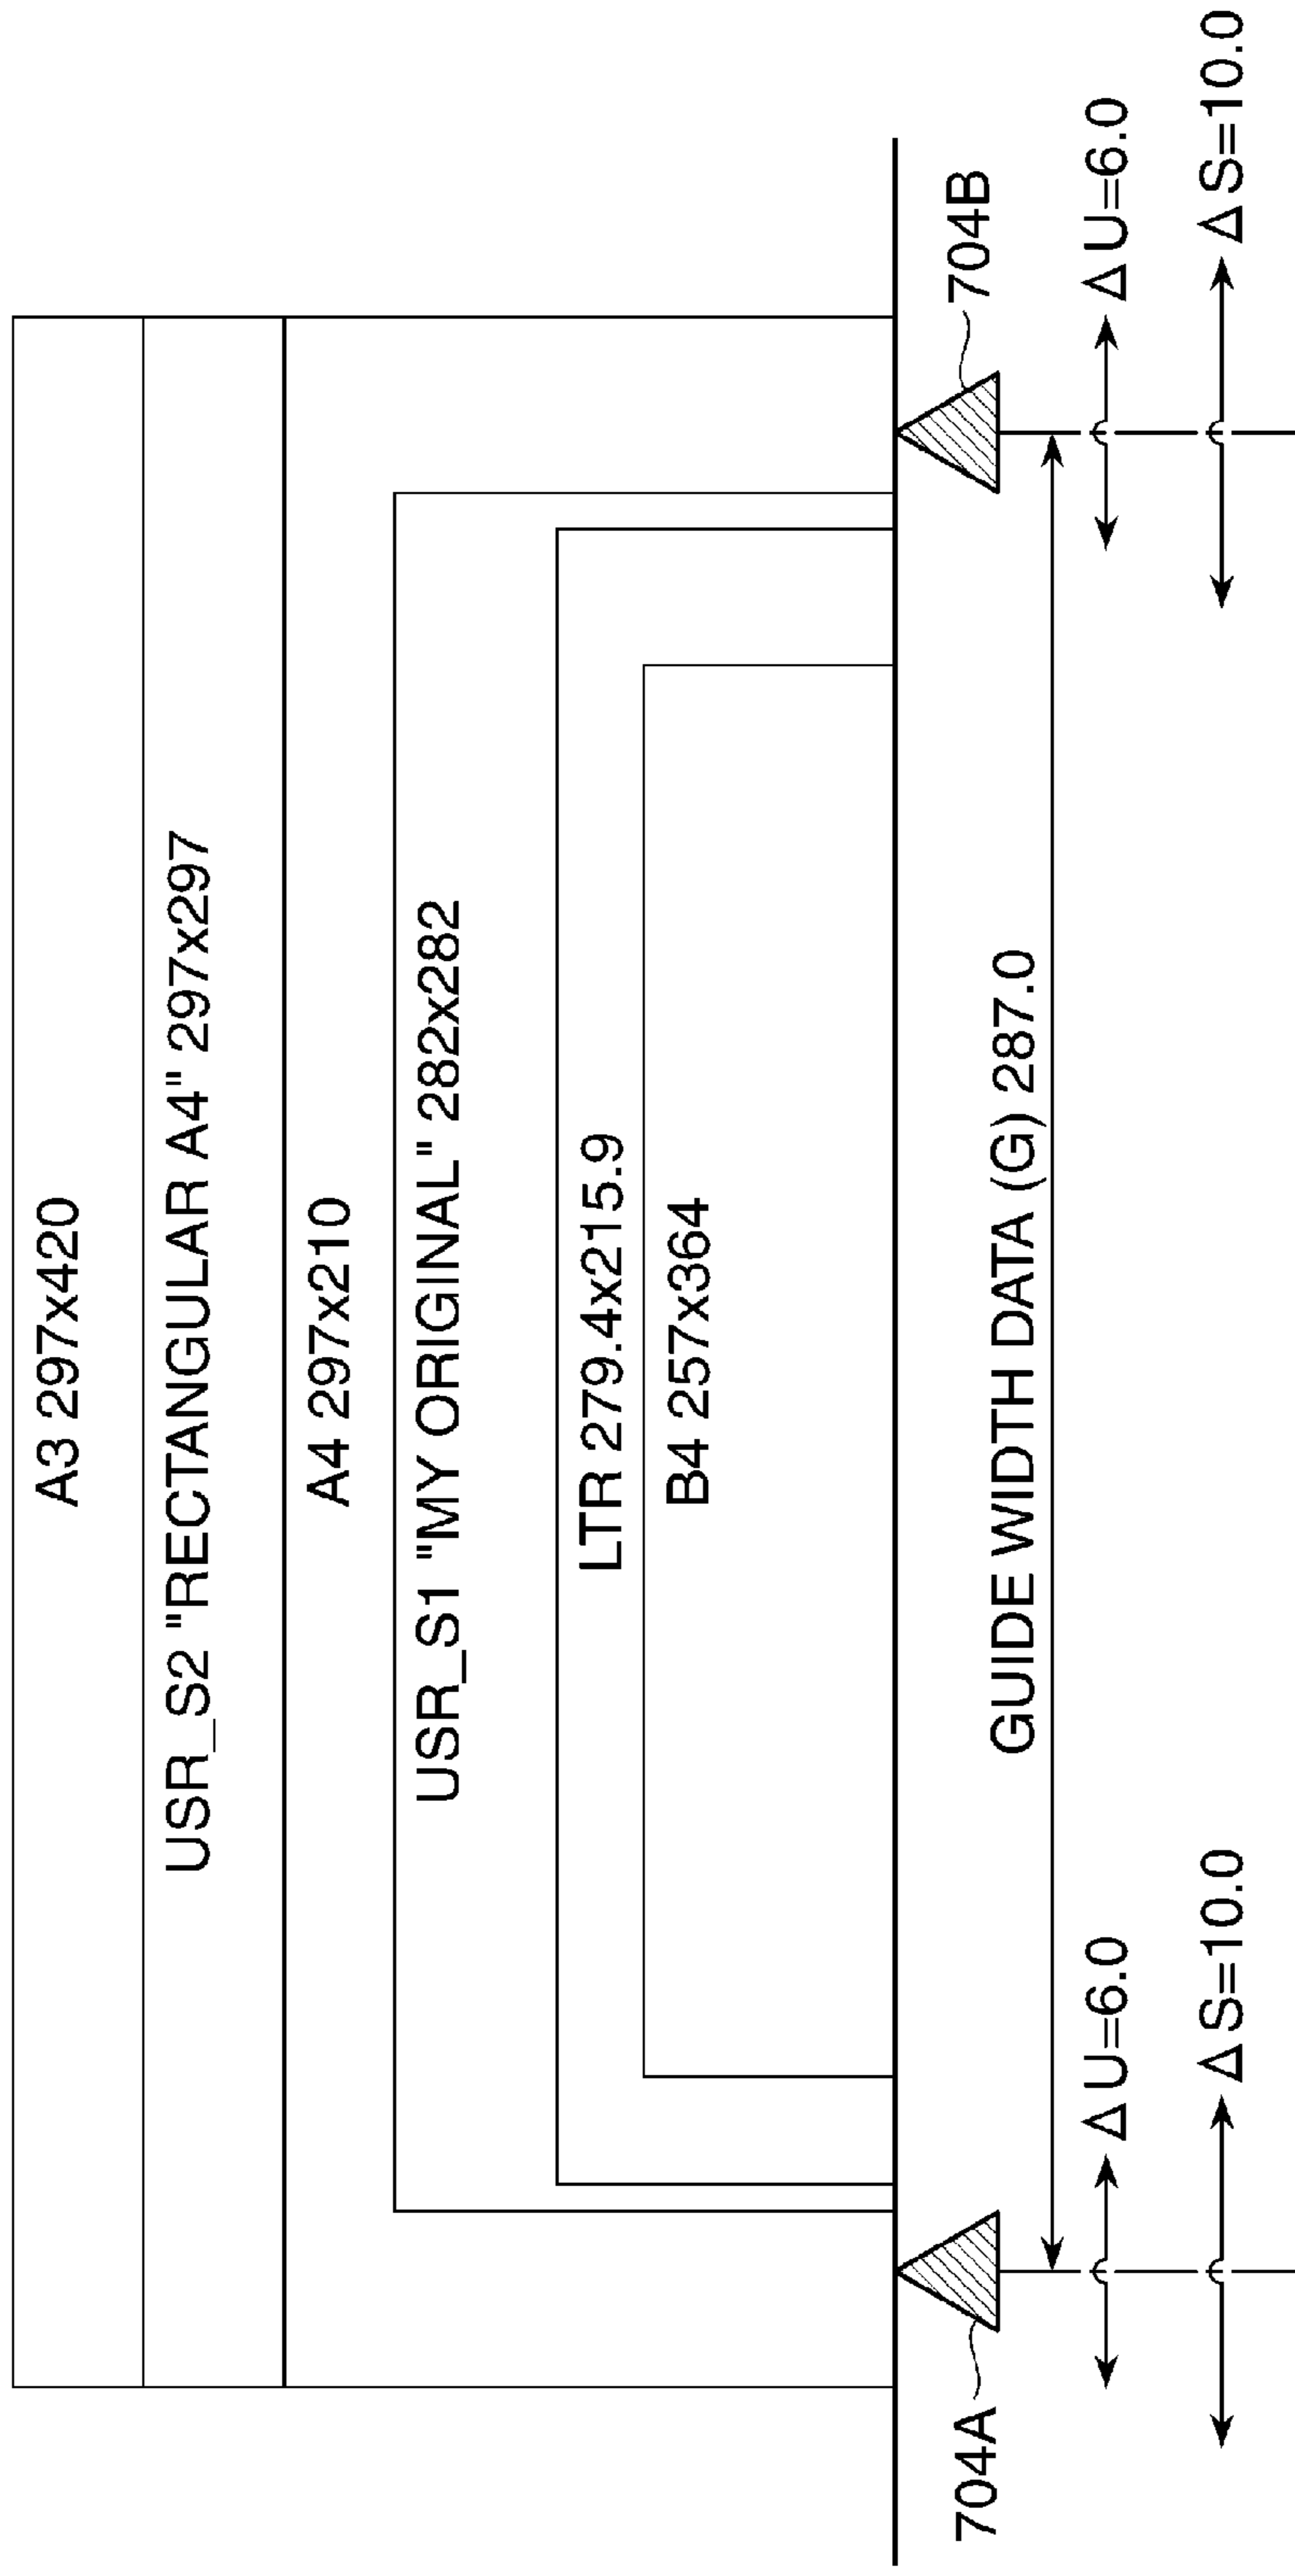 A3 297x420
USR_S2 "RECTANGULAR A4" 297x297
A4 297x210
USR_S1 "MY ORIGINAL" 282x282
LTR 279.4x215.9
B4 257x364
704A
704B
GUIDE WIDTH DATA (G) 287.0
Δ U=6.0
Δ U=6.0
Δ S=10.0
Δ S=10.0